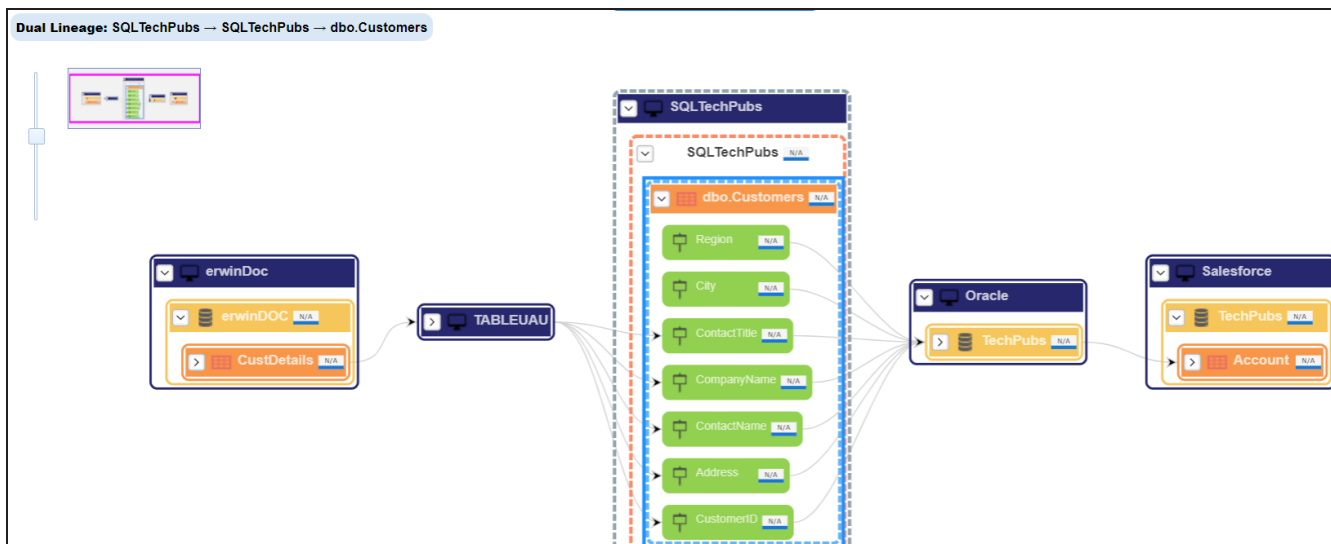 Dual Lineage: SQLTechPubs → SQLTechPubs → dbo.Customers
SQLTechPubs
SQLTechPubs N/A
dbo.Customers N/A
Region N/A
City N/A
ContactTitle N/A
CompanyName N/A
ContactName N/A
Address N/A
CustomerID N/A
erwinDoc
erwinDOC N/A
CustDetails N/A
TABLEUAU
Oracle
TechPubs N/A
Salesforce
TechPubs N/A
Account N/A